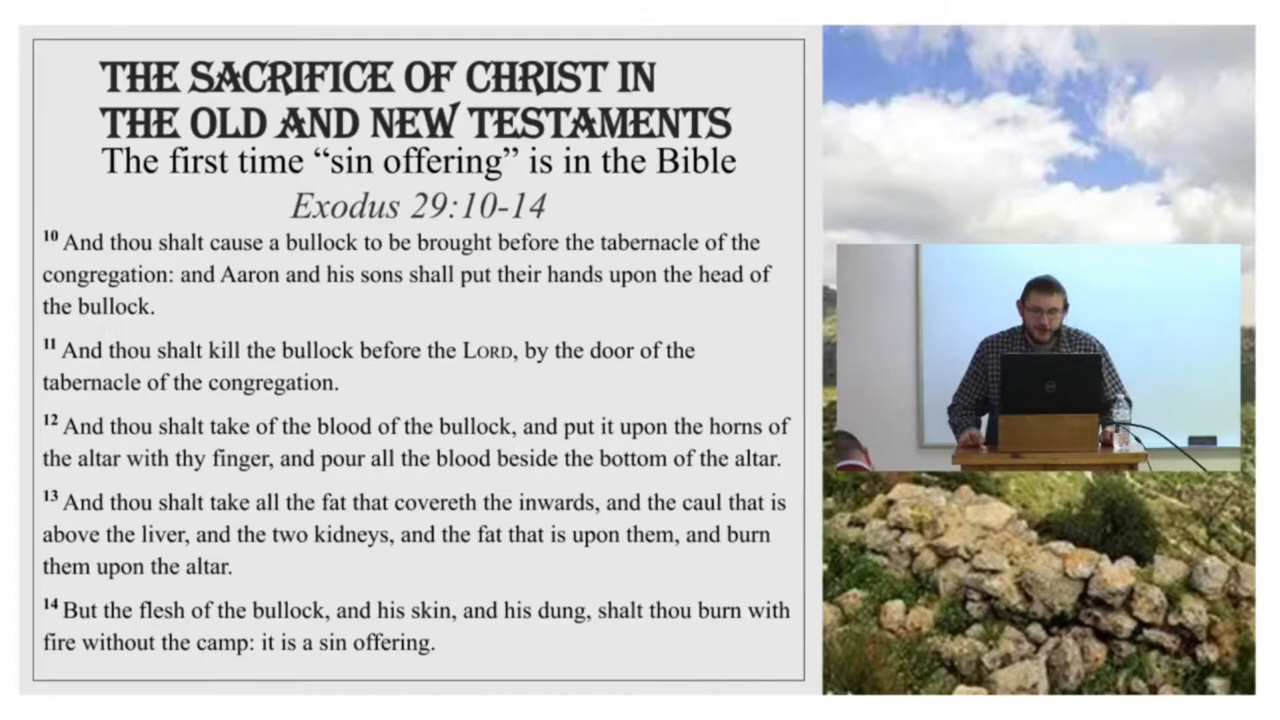 THE SACRIFICE OF CHRIST IN
THE OLD AND NEW TESTAMENTS
The first time “sin offering” is in the Bible
Exodus 29:10-14
10 And thou shalt cause a bullock to be brought before the tabernacle of the
congregation: and Aaron and his sons shall put their hands upon the head of
the bullock.
11 And thou shalt kill the bullock before the LORD, by the door of the
tabernacle of the congregation.
12 And thou shalt take of the blood of the bullock, and put it upon the horns of
the altar with thy finger, and pour all the blood beside the bottom of the altar.
13 And thou shalt take all the fat that covereth the inwards, and the caul that is
above the liver, and the two kidneys, and the fat that is upon them, and burn
them upon the altar.
14 But the flesh of the bullock, and his skin, and his dung, shalt thou burn with
fire without the camp: it is a sin offering.